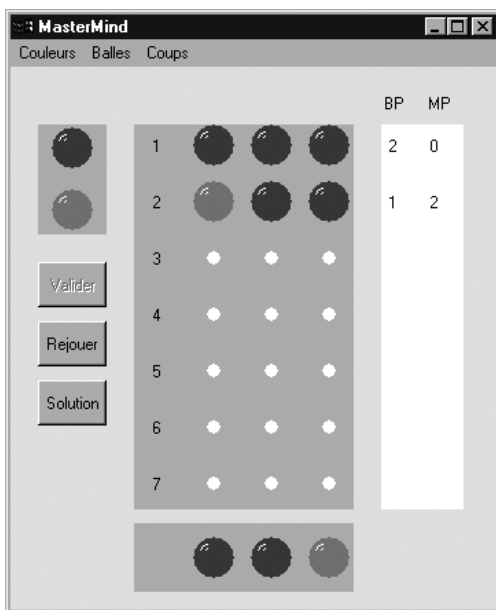 MasterMind
Couleurs Balles Coups
BP MP
1 2 0
2 1 2
3
Valider
4
Rejouer
5
Solution
6
7